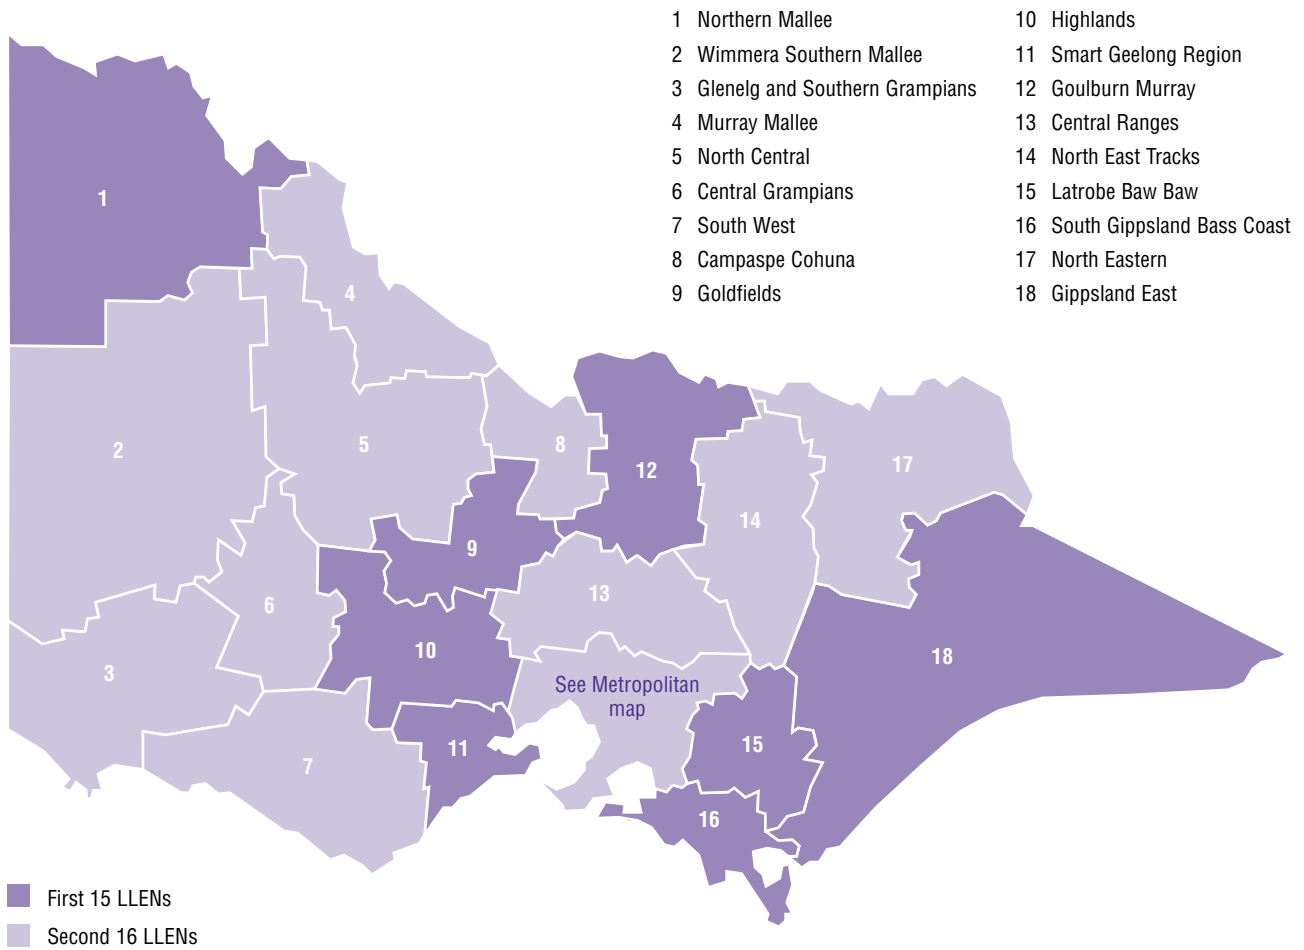 1 Northern Mallee
2 Wimmera Southern Mallee
3 Glenelg and Southern Grampians
4 Murray Mallee
5 North Central
6 Central Grampians
7 South West
8 Campaspe Cohuna
9 Goldfields
10 Highlands
11 Smart Geelong Region
12 Goulburn Murray
13 Central Ranges
14 North East Tracks
15 Latrobe Baw Baw
16 South Gippsland Bass Coast
17 North Eastern
18 Gippsland East
1
4
2
5
8
12
17
14
9
13
6
10
18
3
See Metropolitan
map
11
15
7
16
First 15 LLENs
Second 16 LLENs